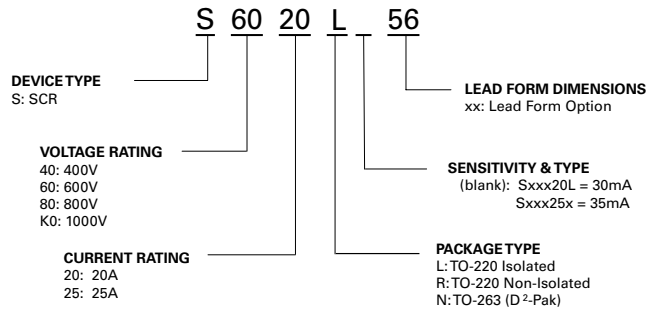 S 60 20 L _ 56
DEVICE TYPE
S: SCR
LEAD FORM DIMENSIONS
xx: Lead Form Option
VOLTAGE RATING
40: 400V
60: 600V
80: 800V
K0: 1000V
SENSITIVITY & TYPE
(blank): Sxxx20L = 30mA
Sxxx25x = 35mA
CURRENT RATING
20: 20A
25: 25A
PACKAGE TYPE
L: TO-220 Isolated
R: TO-220 Non-Isolated
N: TO-263 (D²-Pak)